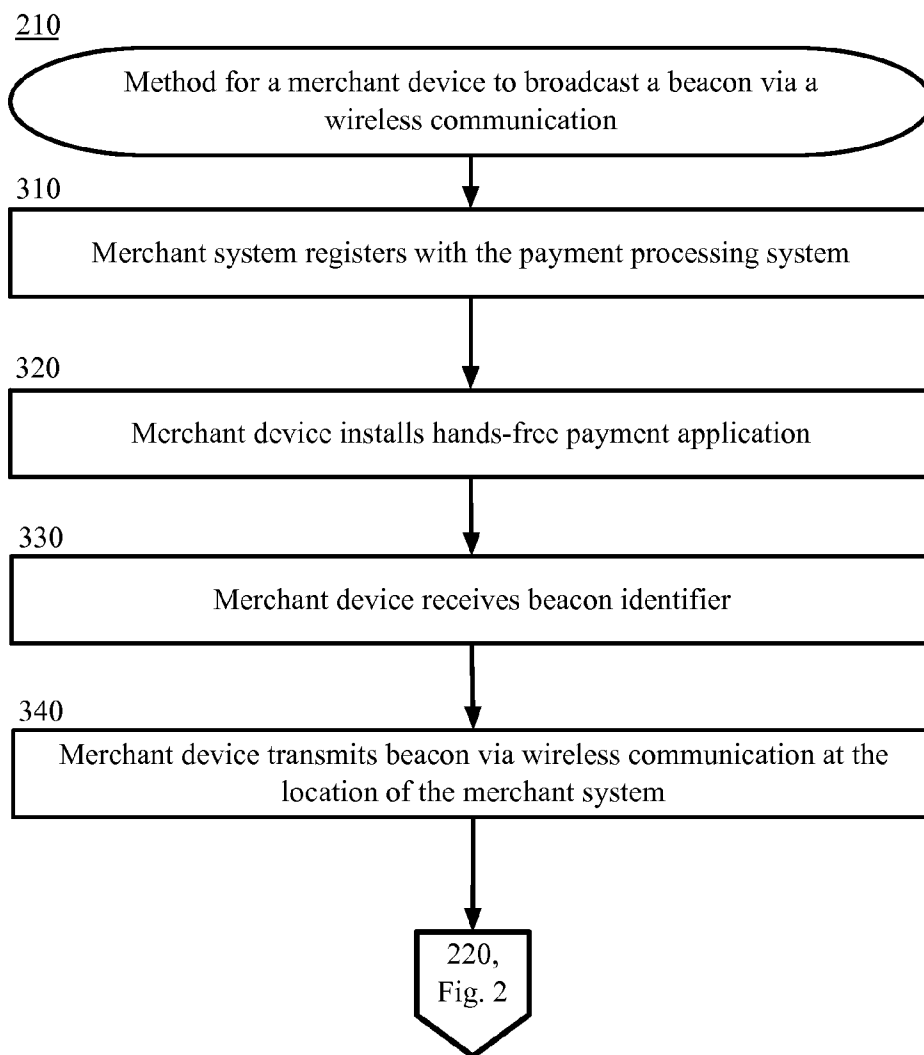 210
Method for a merchant device to broadcast a beacon via a
wireless communication
310
Merchant system registers with the payment processing system
320
Merchant device installs hands-free payment application
330
Merchant device receives beacon identifier
340
Merchant device transmits beacon via wireless communication at the
location of the merchant system
220,
Fig. 2